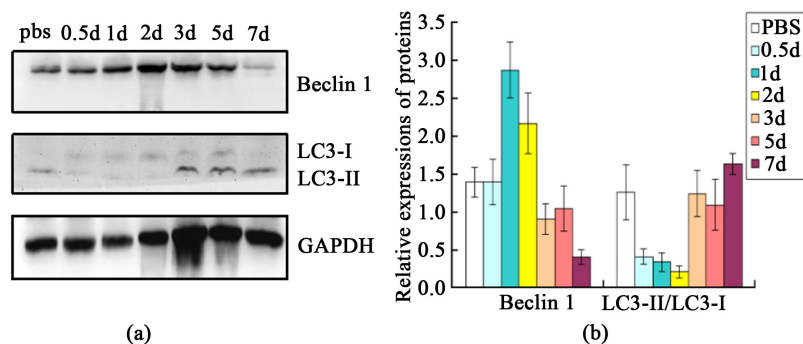 pbs 0.5d 1d 2d 3d 5d 7d
Beclin 1
LC3-I
LC3-II
GAPDH
(a)
Relative expressions of proteins
3.5
3.0
2.5
2.0
1.5
1.0
0.5
0.0
Beclin 1 LC3-II/LC3-I
PBS
0.5d
1d
2d
3d
5d
7d
(b)